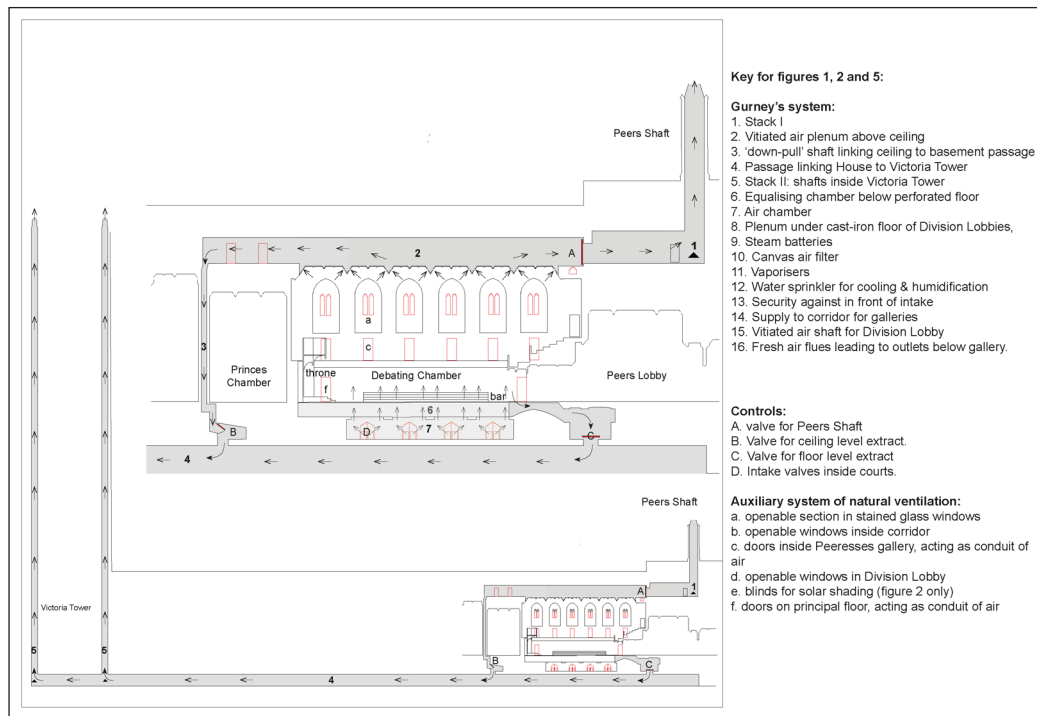 Peers Shaft
1
2
A
a
3
c
throne
f
Princes
Chamber
Debating Chamber
Peers Lobby
bar
6
7
D
B
C
4
Peers Shaft
1
A
Victoria Tower
B
C
5
5
4
Key for figures 1, 2 and 5:
Gurney's system:
1. Stack I
2. Vitiated air plenum above ceiling
3. ‘down-pull’ shaft linking ceiling to basement passage
4. Passage linking House to Victoria Tower
5. Stack II: shafts inside Victoria Tower
6. Equalising chamber below perforated floor
7. Air chamber
8. Plenum under cast-iron floor of Division Lobbies,
9. Steam batteries
10. Canvas air filter
11. Vaporisers
12. Water sprinkler for cooling & humidification
13. Security against in front of intake
14. Supply to corridor for galleries
15. Vitiated air shaft for Division Lobby
16. Fresh air flues leading to outlets below gallery.
Controls:
A. valve for Peers Shaft
B. Valve for ceiling level extract.
C. Valve for floor level extract
D. Intake valves inside courts.
Auxiliary system of natural ventilation:
a. openable section in stained glass windows
b. openable windows inside corridor
c. doors inside Peeresses gallery, acting as conduit of
air
d. openable windows in Division Lobby
e. blinds for solar shading (figure 2 only)
f. doors on principal floor, acting as conduit of air